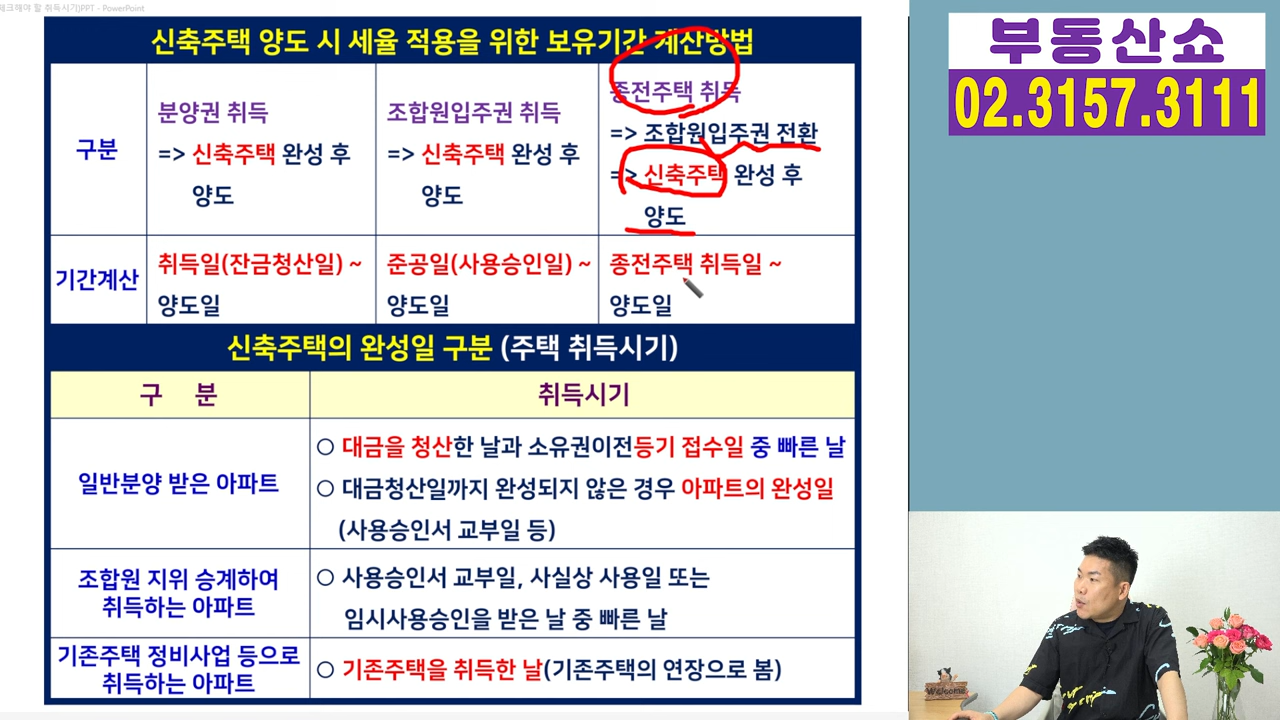 체크해야 할 취득시기)PPT - PowerPoint
신축주택 양도 시 세율 적용을 위한 보유기간 계산방법
구분
분양권 취득
=> 신축주택 완성 후
양도
조합원입주권 취득
=> 신축주택 완성 후
양도
종전주택 취득
=> 조합원입주권 전환
=> 신축주택 완성 후
양도
기간계산
취득일(잔금청산일) ~
양도일
준공일(사용승인일) ~
양도일
종전주택 취득일 ~
양도일
신축주택의 완성일 구분 (주택 취득시기)
구 분
취득시기
일반분양 받은 아파트
○ 대금을 청산한 날과 소유권이전등기 접수일 중 빠른 날
○ 대금청산일까지 완성되지 않은 경우 아파트의 완성일
(사용승인서 교부일 등)
조합원 지위 승계하여
취득하는 아파트
○ 사용승인서 교부일, 사실상 사용일 또는
임시사용승인을 받은 날 중 빠른 날
기존주택 정비사업 등으로
취득하는 아파트
○ 기존주택을 취득한 날(기존주택의 연장으로 봄)
부동산쇼
02.3157.3111
Welcome